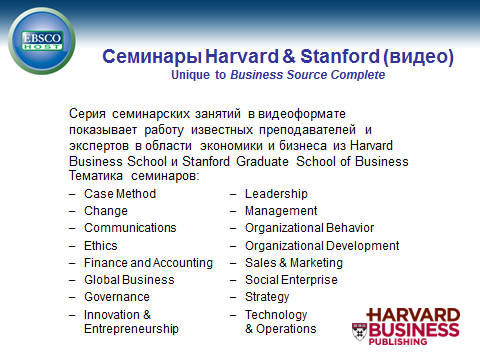 EBSCO
HOST
Семинары Harvard & Stanford (видео)
Unique to Business Source Complete
Серия семинарских занятий в видеоформате
показывает работу известных преподавателей и
экспертов в области экономики и бизнеса из Harvard
Business School и Stanford Graduate School of Business
Тематика семинаров:
– Case Method
– Change
– Communications
– Ethics
– Finance and Accounting
– Global Business
– Governance
– Innovation &
Entrepreneurship
– Leadership
– Management
– Organizational Behavior
– Organizational Development
– Sales & Marketing
– Social Enterprise
– Strategy
– Technology
& Operations
HARVARD
BUSINESS
PUBLISHING